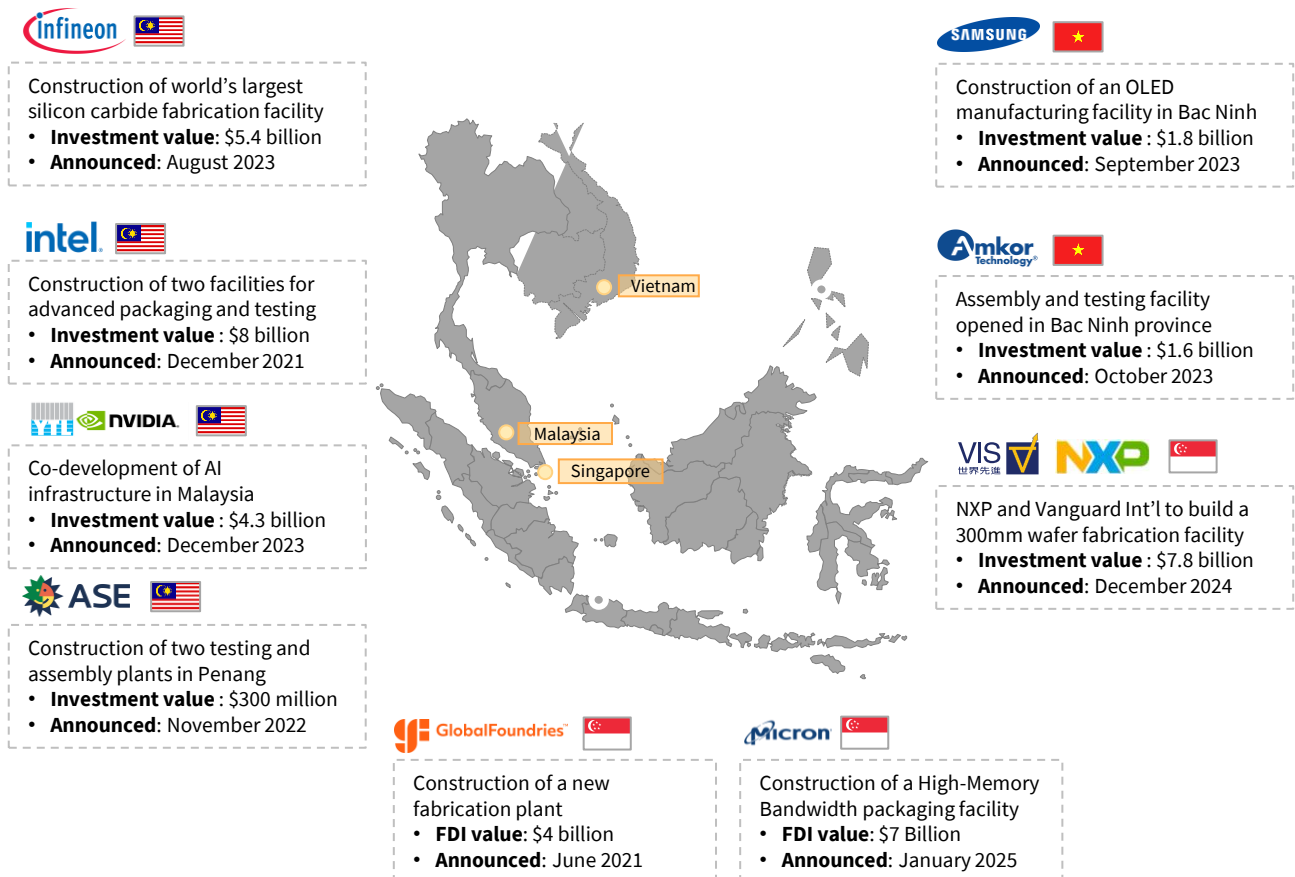 infineon
Construction of world's largest
silicon carbide fabrication facility
• Investment value: $5.4 billion
• Announced: August 2023
intel.
Construction of two facilities for
advanced packaging and testing
• Investment value : $8 billion
• Announced: December 2021
YTL NVIDIA.
Co-development of AI
infrastructure in Malaysia
• Investment value : $4.3 billion
• Announced: December 2023
ASE
Construction of two testing and
assembly plants in Penang
• Investment value : $300 million
• Announced: November 2022
Vietnam
Malaysia
Singapore
SAMSUNG
Construction of an OLED
manufacturing facility in Bac Ninh
• Investment value : $1.8 billion
• Announced: September 2023
Amkor
Technology®
Assembly and testing facility
opened in Bac Ninh province
• Investment value : $1.6 billion
• Announced: October 2023
VIS NXP
世界先進
NXP and Vanguard Int'l to build a
300mm wafer fabrication facility
• Investment value : $7.8 billion
• Announced: December 2024
GlobalFoundries™
Construction of a new
fabrication plant
• FDI value: $4 billion
• Announced: June 2021
Micron
Construction of a High-Memory
Bandwidth packaging facility
• FDI value: $7 Billion
• Announced: January 2025